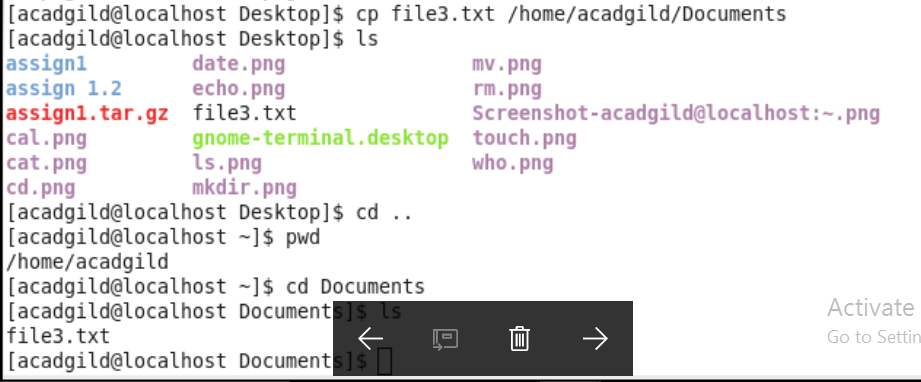 [acadgild@localhost Desktop]$ cp file3.txt /home/acadgild/Documents
[acadgild@localhost Desktop]$ ls
assign1 date.png mv.png
assign 1.2 echo.png rm.png
assign1.tar.gz file3.txt Screenshot-acadgild@localhost:~.png
cal.png gnome-terminal.desktop touch.png
cat.png ls.png who.png
cd.png mkdir.png
[acadgild@localhost Desktop]$ cd ..
[acadgild@localhost ~]$ pwd
/home/acadgild
[acadgild@localhost ~]$ cd Documents
[acadgild@localhost Documents]$ ls
file3.txt
[acadgild@localhost Documents]$
Activate
Go to Settin